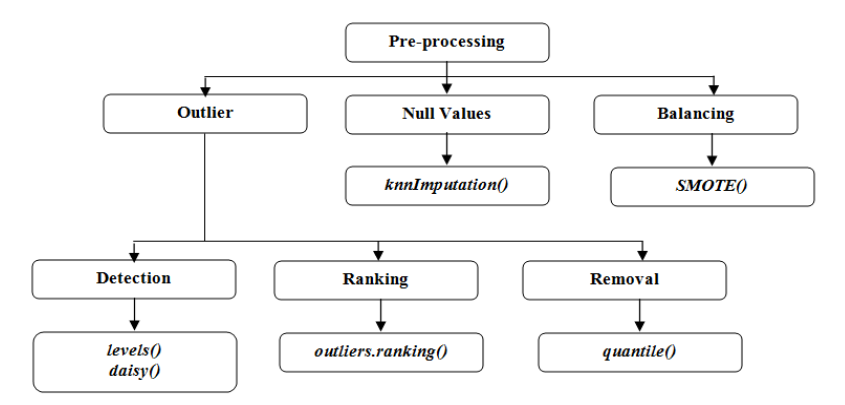 Pre-processing
Outlier
Null Values
Balancing
knnImputation()
SMOTE()
Detection
Ranking
Removal
levels()
daisy()
outliers.ranking()
quantile()